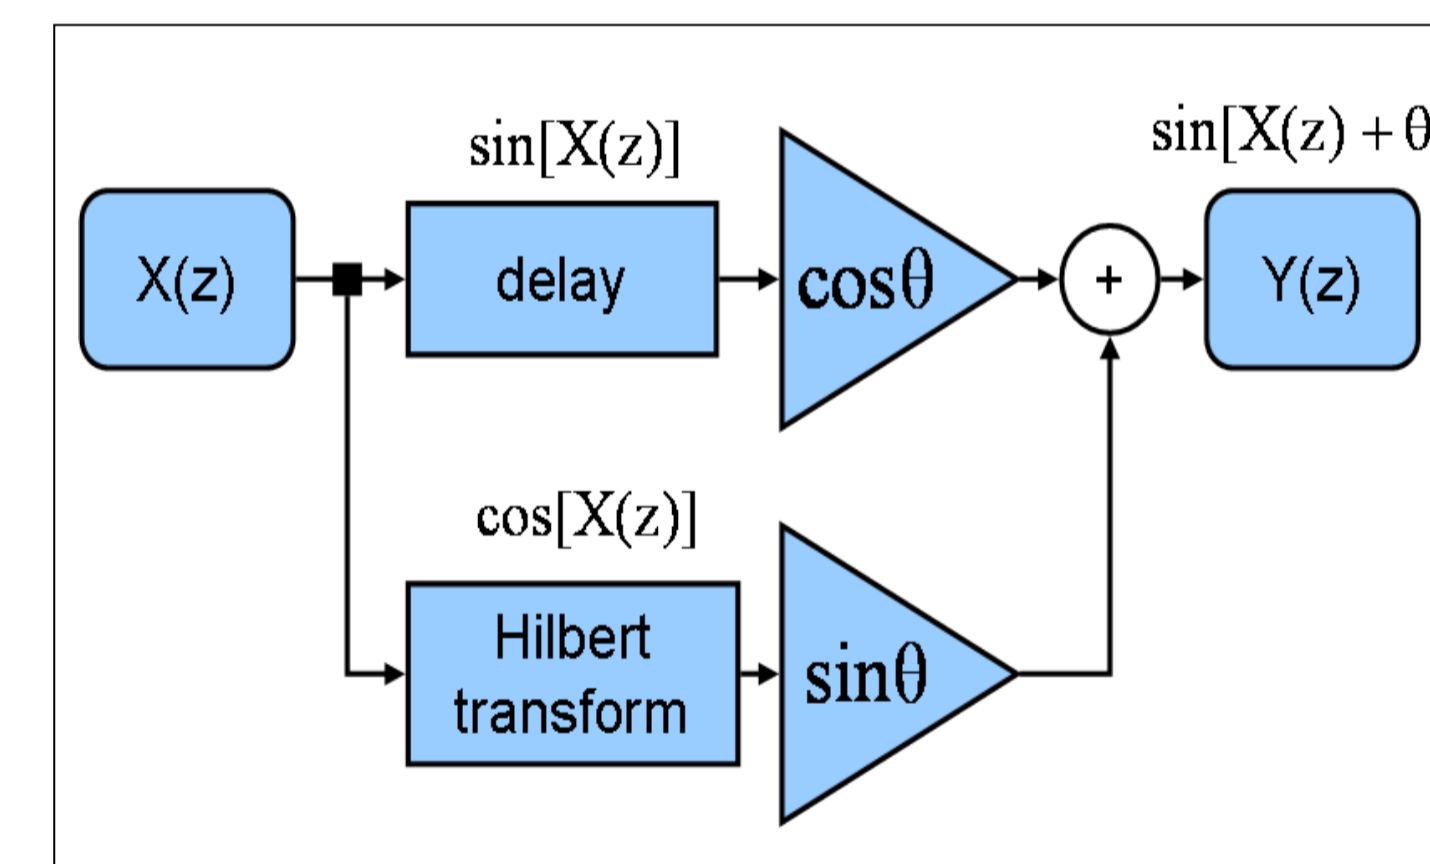 sin[X(z)]
sin[X(z) + θ
X(z)
delay
cosθ
+
Y(z)
cos[X(z)]
Hilbert
transform
sinθ